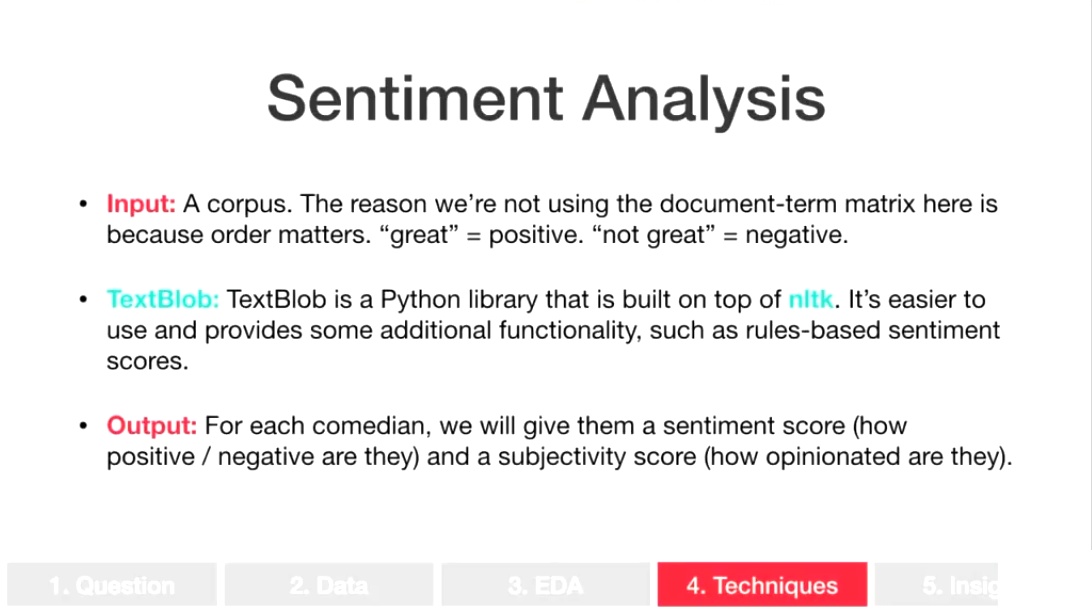 Sentiment Analysis
• Input: A corpus. The reason we’re not using the document-term matrix here is
because order matters. “great” = positive. “not great” = negative.
• TextBlob: TextBlob is a Python library that is built on top of nltk. It’s easier to
use and provides some additional functionality, such as rules-based sentiment
scores.
• Output: For each comedian, we will give them a sentiment score (how
positive / negative are they) and a subjectivity score (how opinionated are they).
1. Question 2. Data 3. EDA 4. Techniques 5. Insig